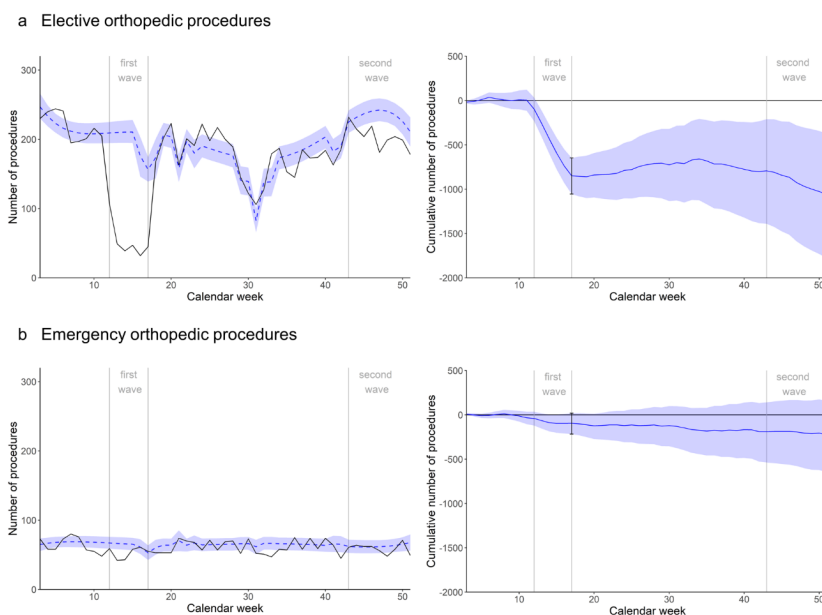 a Elective orthopedic procedures
first
wave
second
wave
300
200
100
0
Number of procedures
10 20 30 40 50
Calendar week
first
wave
second
wave
500
0
-500
-1000
-1500
-2000
Cumulative number of procedures
10 20 30 40 50
Calendar week
b Emergency orthopedic procedures
first
wave
second
wave
300
200
100
0
Number of procedures
10 20 30 40 50
Calendar week
first
wave
second
wave
500
0
-500
-1000
-1500
-2000
Cumulative number of procedures
10 20 30 40 50
Calendar week